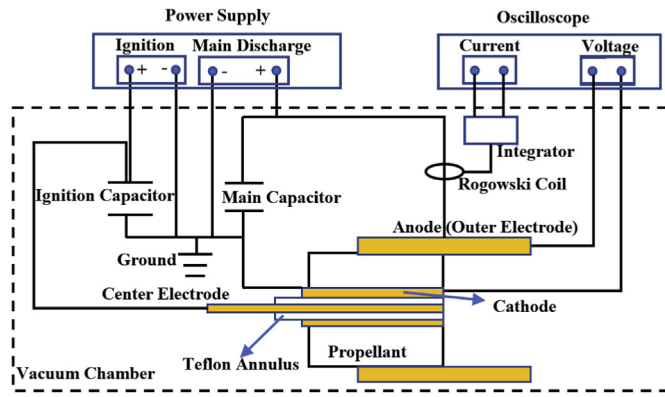 Power Supply
Oscilloscope
Ignition Main Discharge
Current
Voltage
+ - - +
Integrator
Ignition Capacitor
Main Capacitor
Rogowski Coil
Anode (Outer Electrode)
Ground
Center Electrode
Cathode
Teflon Annulus
Propellant
Vacuum Chamber